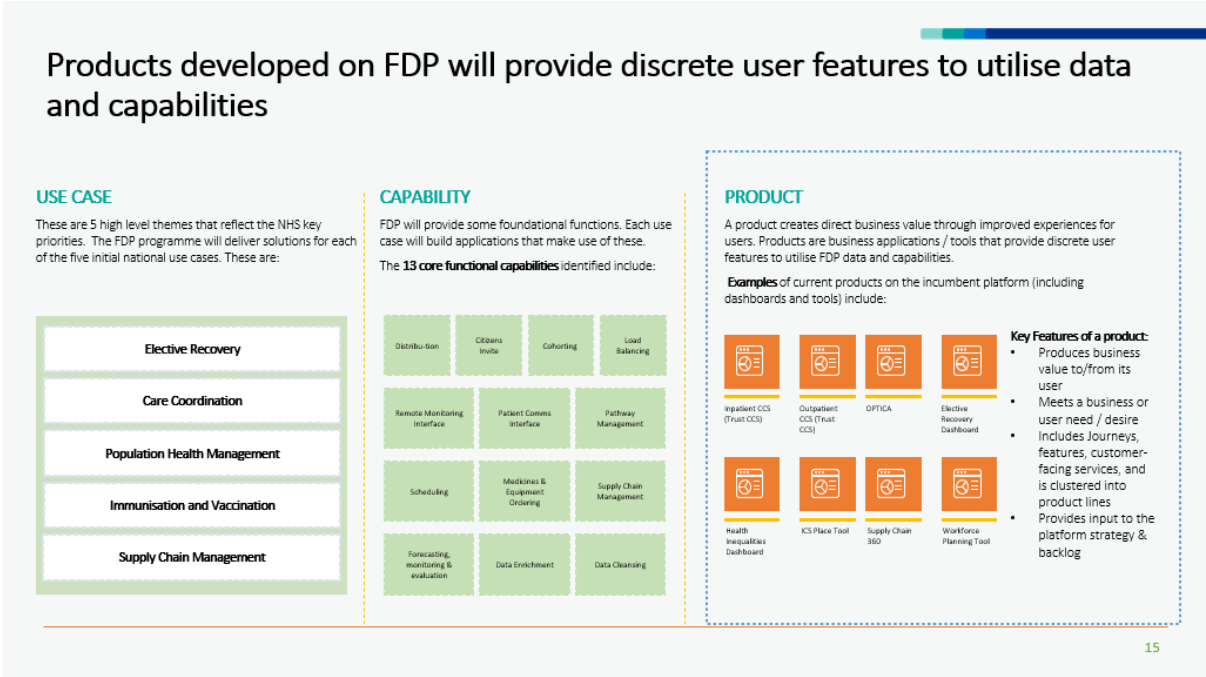 Products developed on FDP will provide discrete user features to utilise data
and capabilities
USE CASE
These are 5 high level themes that reflect the NHS key
priorities. The FDP programme will deliver solutions for each
of the five initial national use cases. These are:
Elective Recovery
Care Coordination
Population Health Management
Immunisation and Vaccination
Supply Chain Management
CAPABILITY
FDP will provide some foundational functions. Each use
case will build applications that make use of these.
The 13 core functional capabilities identified include:
Distribu-tion
Citizens
Invite
Cohorting
Load
Balancing
Remote Monitoring
Interface
Patient Comms
Interface
Pathway
Management
Scheduling
Medicines &
Equipment
Ordering
Supply Chain
Management
Forecasting,
monitoring &
evaluation
Data Enrichment
Data Cleansing
PRODUCT
A product creates direct business value through improved experiences for
users. Products are business applications / tools that provide discrete user
features to utilise FDP data and capabilities.
Examples of current products on the incumbent platform (including
dashboards and tools) include:
Inpatient CCS
(Trust CCS)
Outpatient
CCS (Trust
CCS)
OPTICA
Elective
Recovery
Dashboard
Health
Inequalities
Dashboard
ICS Place Tool
Supply Chain
360
Workforce
Planning Tool
Key Features of a product:
• Produces business
value to/from its
user
• Meets a business or
user need / desire
• Includes Journeys,
features, customer-
facing services, and
is clustered into
product lines
• Provides input to the
platform strategy &
backlog
15